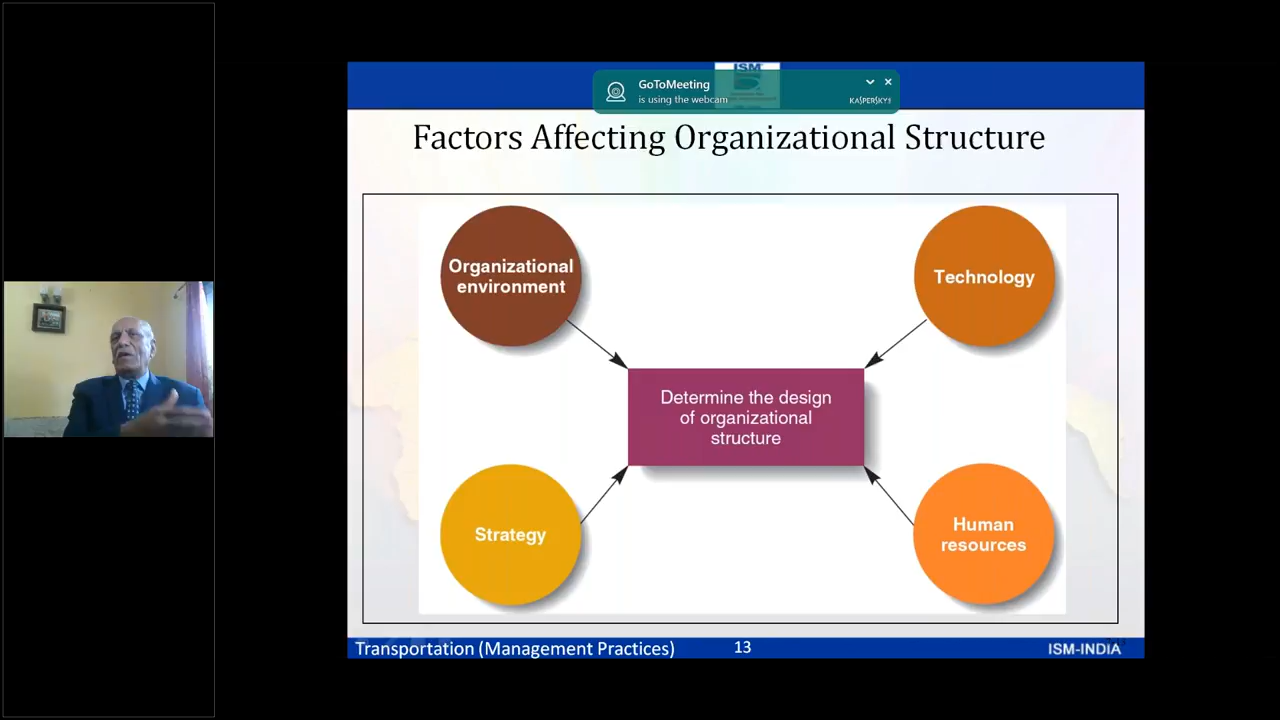 ISM
GoToMeeting
is using the webcam
KASPERSKY
Factors Affecting Organizational Structure
Organizational
environment
Technology
Determine the design
of organizational
structure
Strategy
Human
resources
Transportation (Management Practices)
13
ISM-INDIA